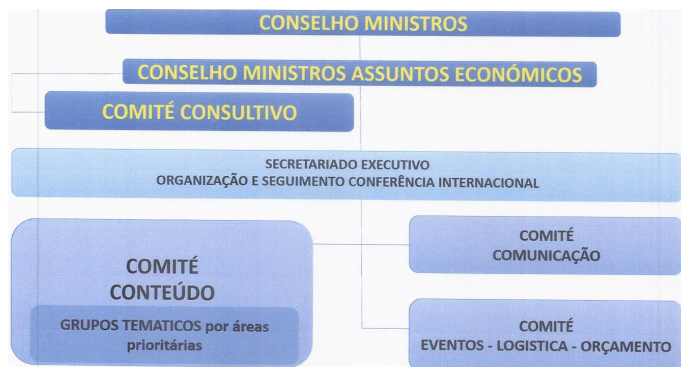 CONSELHO MINISTROS
CONSELHO MINISTROS ASSUNTOS ECONÓMICOS
COMITÉ CONSULTIVO
SECRETARIADO EXECUTIVO
ORGANIZAÇÃO E SEGUIMENTO CONFERÊNCIA INTERNACIONAL
COMITÉ
CONTEÚDO
GRUPOS TEMATICOS por áreas
prioritárias
COMITÉ
COMUNICAÇÃO
COMITÉ
EVENTOS - LOGISTICA - ORÇAMENTO